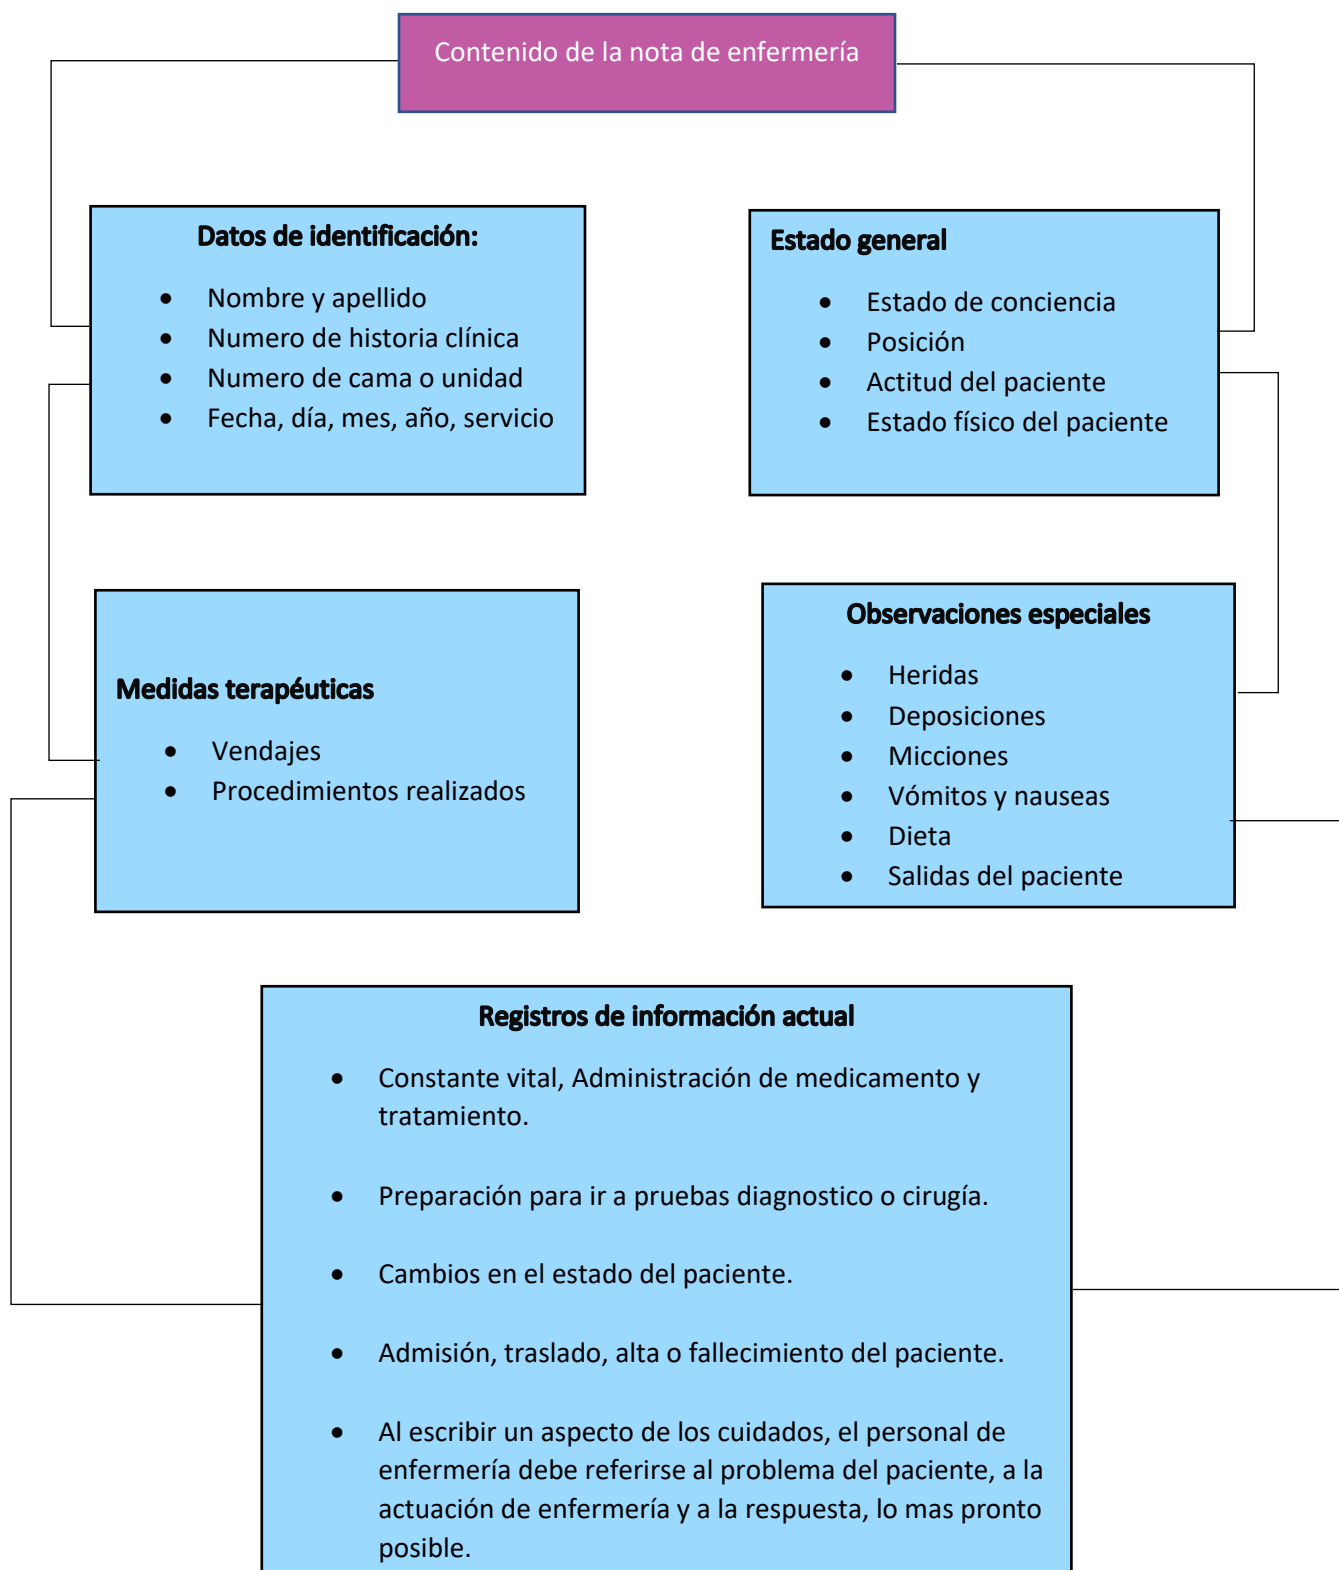 Contenido de la nota de enfermería
Datos de identificación:
• Nombre y apellido
• Numero de historia clínica
• Numero de cama o unidad
• Fecha, día, mes, año, servicio
Estado general
• Estado de conciencia
• Posición
• Actitud del paciente
• Estado físico del paciente
Medidas terapéuticas
• Vendajes
• Procedimientos realizados
Observaciones especiales
• Heridas
• Deposiciones
• Micciones
• Vómitos y nauseas
• Dieta
• Salidas del paciente
Registros de información actual
• Constante vital, Administración de medicamento y
tratamiento.
• Preparación para ir a pruebas diagnostico o cirugía.
• Cambios en el estado del paciente.
• Admisión, traslado, alta o fallecimiento del paciente.
• Al escribir un aspecto de los cuidados, el personal de
enfermería debe referirse al problema del paciente, a la
actuación de enfermería y a la respuesta, lo mas pronto
posible.